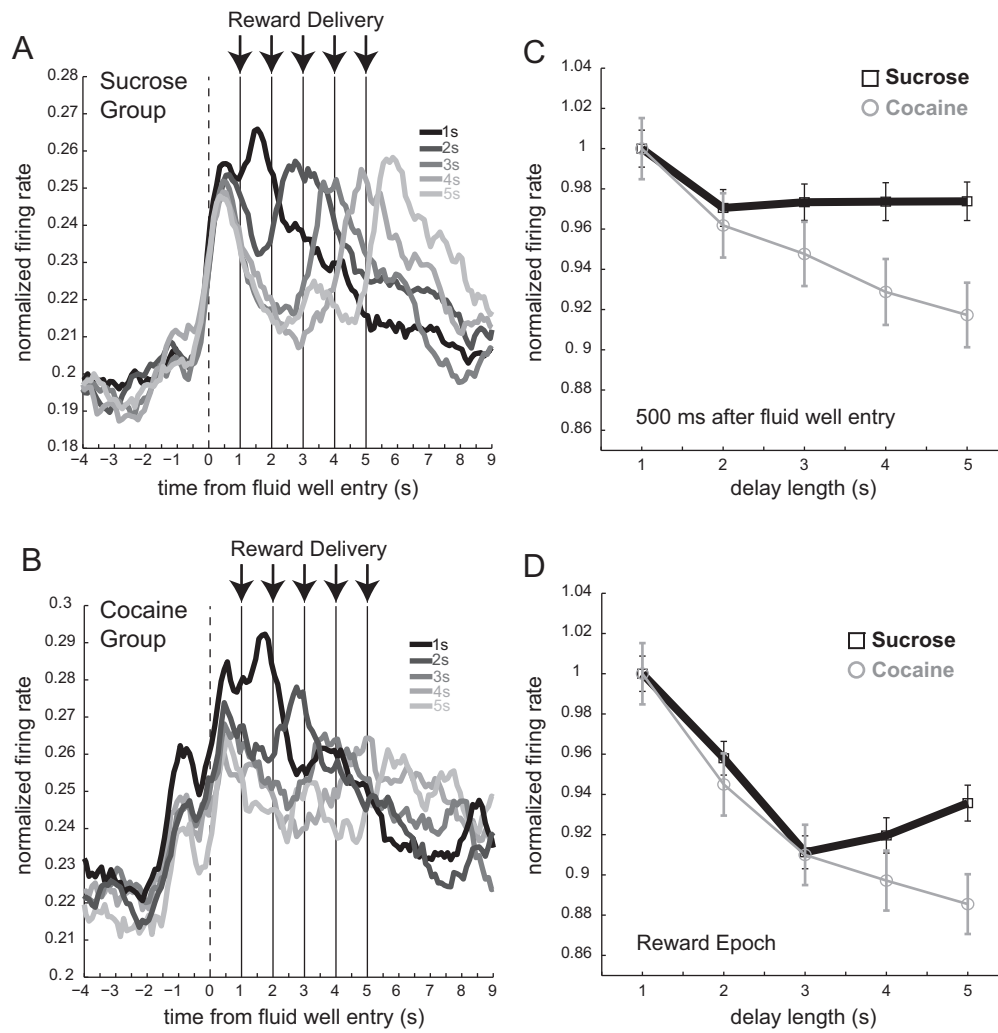 A
Reward Delivery
Sucrose
Group
1s
2s
3s
4s
5s
normalized firing rate
0.28
0.27
0.26
0.25
0.24
0.23
0.22
0.21
0.2
0.19
0.18
−4 −3 −2 −1 0 1 2 3 4 5 6 7 8 9
time from fluid well entry (s)
C
Sucrose
Cocaine
normalized firing rate
1.04
1.02
1
0.98
0.96
0.94
0.92
0.9
0.88
0.86
500 ms after fluid well entry
1 2 3 4 5
delay length (s)
B
Reward Delivery
Cocaine
Group
1s
2s
3s
4s
5s
normalized firing rate
0.3
0.29
0.28
0.27
0.26
0.25
0.24
0.23
0.22
0.21
0.2
−4 −3 −2 −1 0 1 2 3 4 5 6 7 8 9
time from fluid well entry (s)
D
Sucrose
Cocaine
normalized firing rate
1.04
1.02
1
0.98
0.96
0.94
0.92
0.9
0.88
0.86
Reward Epoch
1 2 3 4 5
delay length (s)